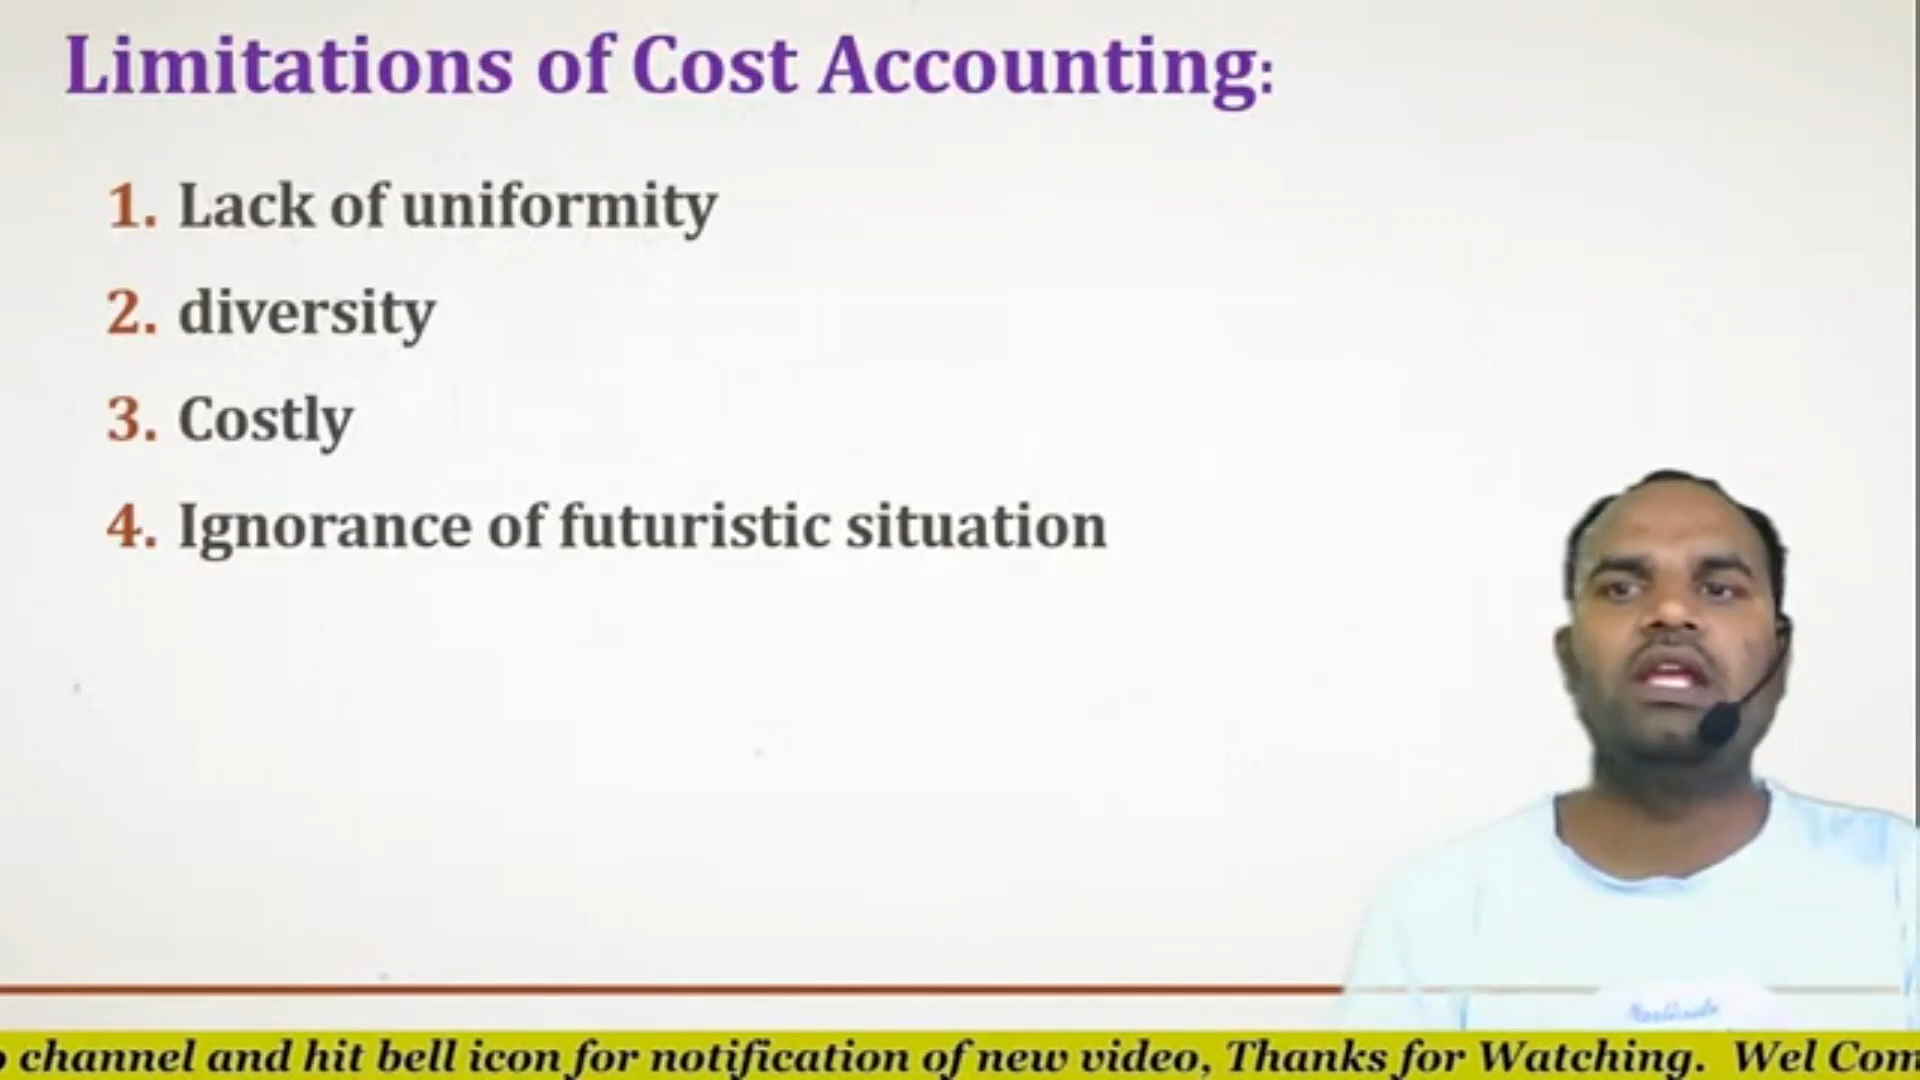 Limitations of Cost Accounting:
1. Lack of uniformity
2. diversity
3. Costly
4. Ignorance of futuristic situation
channel and hit bell icon for notification of new video, Thanks for Watching. Wel Com